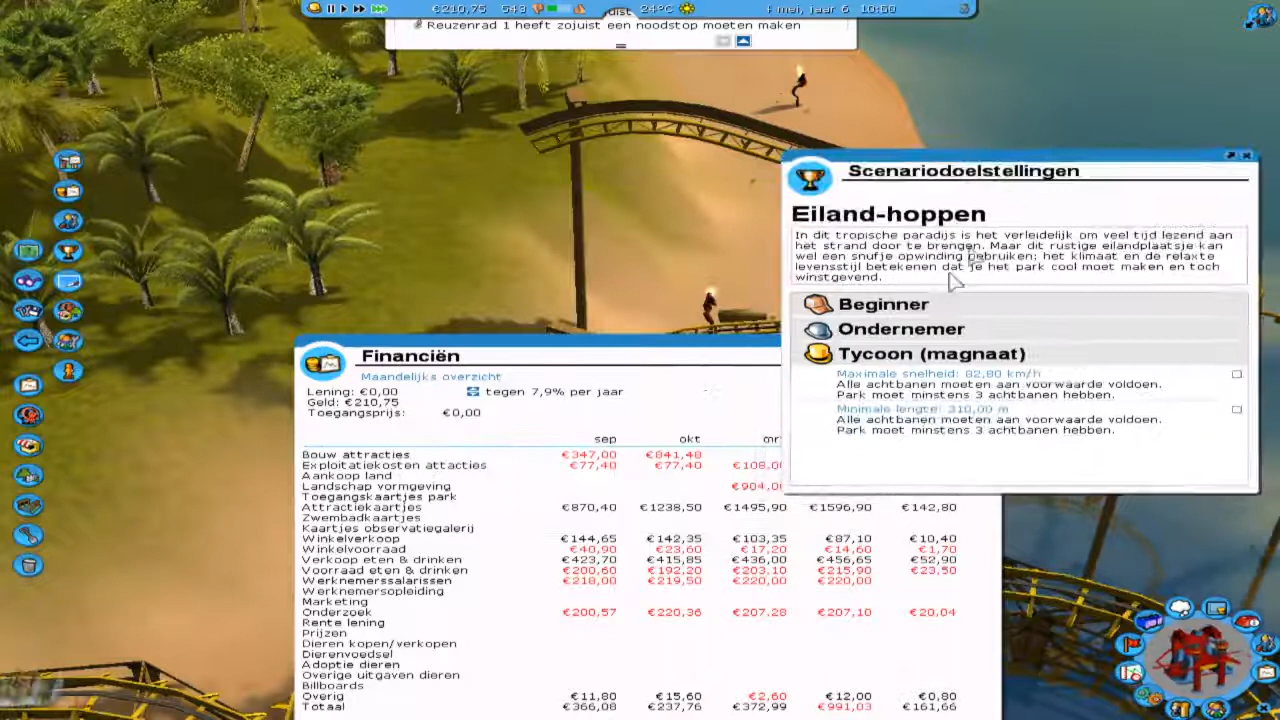 €210,75 543 24°C 1 mei, jaar 6 10:50
Reuzenrad 1 heeft zojuist een noodstop moeten maken
Scenariodoelstellingen
Eiland-hoppen
In dit tropische paradijs is het verleidelijk om veel tijd lezend aan
het strand door te brengen. Maar dit rustige eilandplaatsje kan
wel een snufje opwinding gebruiken; het klimaat en de relaxte
levensstijl betekenen dat je het park cool moet maken en toch
winstgevend.
Beginner
Ondernemer
Tycoon (magnaat)
Maximale snelheid: 82,80 km/h
Alle achtbanen moeten aan voorwaarde voldoen.
Park moet minstens 3 achtbanen hebben.
Minimale lengte: 310,00 m
Alle achtbanen moeten aan voorwaarde voldoen.
Park moet minstens 3 achtbanen hebben.
Financiën
Maandelijks overzicht
Lening: €0,00 tegen 7,9% per jaar
Geld: €210,75
Toegangsprijs: €0,00
sep okt mrt
Bouw attracties €347,00 €841,40
Exploitatiekosten attacties €77,40 €77,40 €108,0
Aankoop land
Landschap vormgeving €904,0
Toegangskaartjes park
Attractiekaartjes €870,40 €1238,50 €1495,90 €1596,90 €142,80
Zwembadkaartjes
Kaartjes observatiegalerij
Winkelverkoop €144,65 €142,35 €103,35 €87,10 €10,40
Winkelvoorraad €40,90 €23,60 €17,20 €14,60 €1,70
Verkoop eten & drinken €423,70 €415,85 €436,00 €456,65 €52,90
Voorraad eten & drinken €200,60 €192,20 €203,10 €215,90 €23,50
Werknemerssalarissen €218,00 €219,50 €220,00 €220,00
Werknemersopleiding
Marketing
Onderzoek €200,57 €220,36 €207,28 €207,10 €20,04
Rente lening
Prijzen
Dieren kopen/verkopen
Dierenvoedsel
Adoptie dieren
Overige uitgaven dieren
Billboards
Overig €11,80 €15,60 €2,60 €12,00 €0,80
Totaal €366,08 €237,76 €372,99 €991,03 €161,66